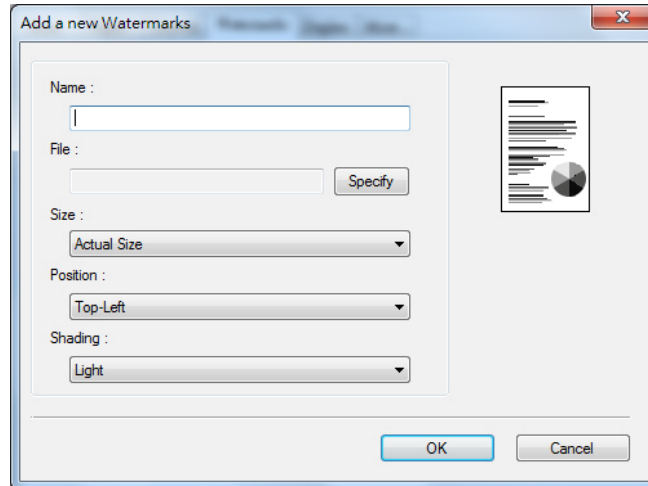 Add a new Watermarks
Name :
File :
Specify
Size :
Actual Size
Position :
Top-Left
Shading :
Light
OK
Cancel